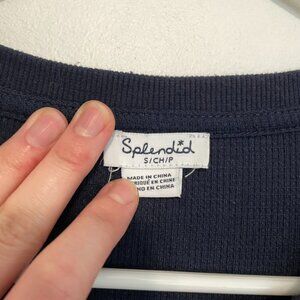 Splendid
S/CH/P
MADE IN CHINA
EN CHINE
EN CHINA